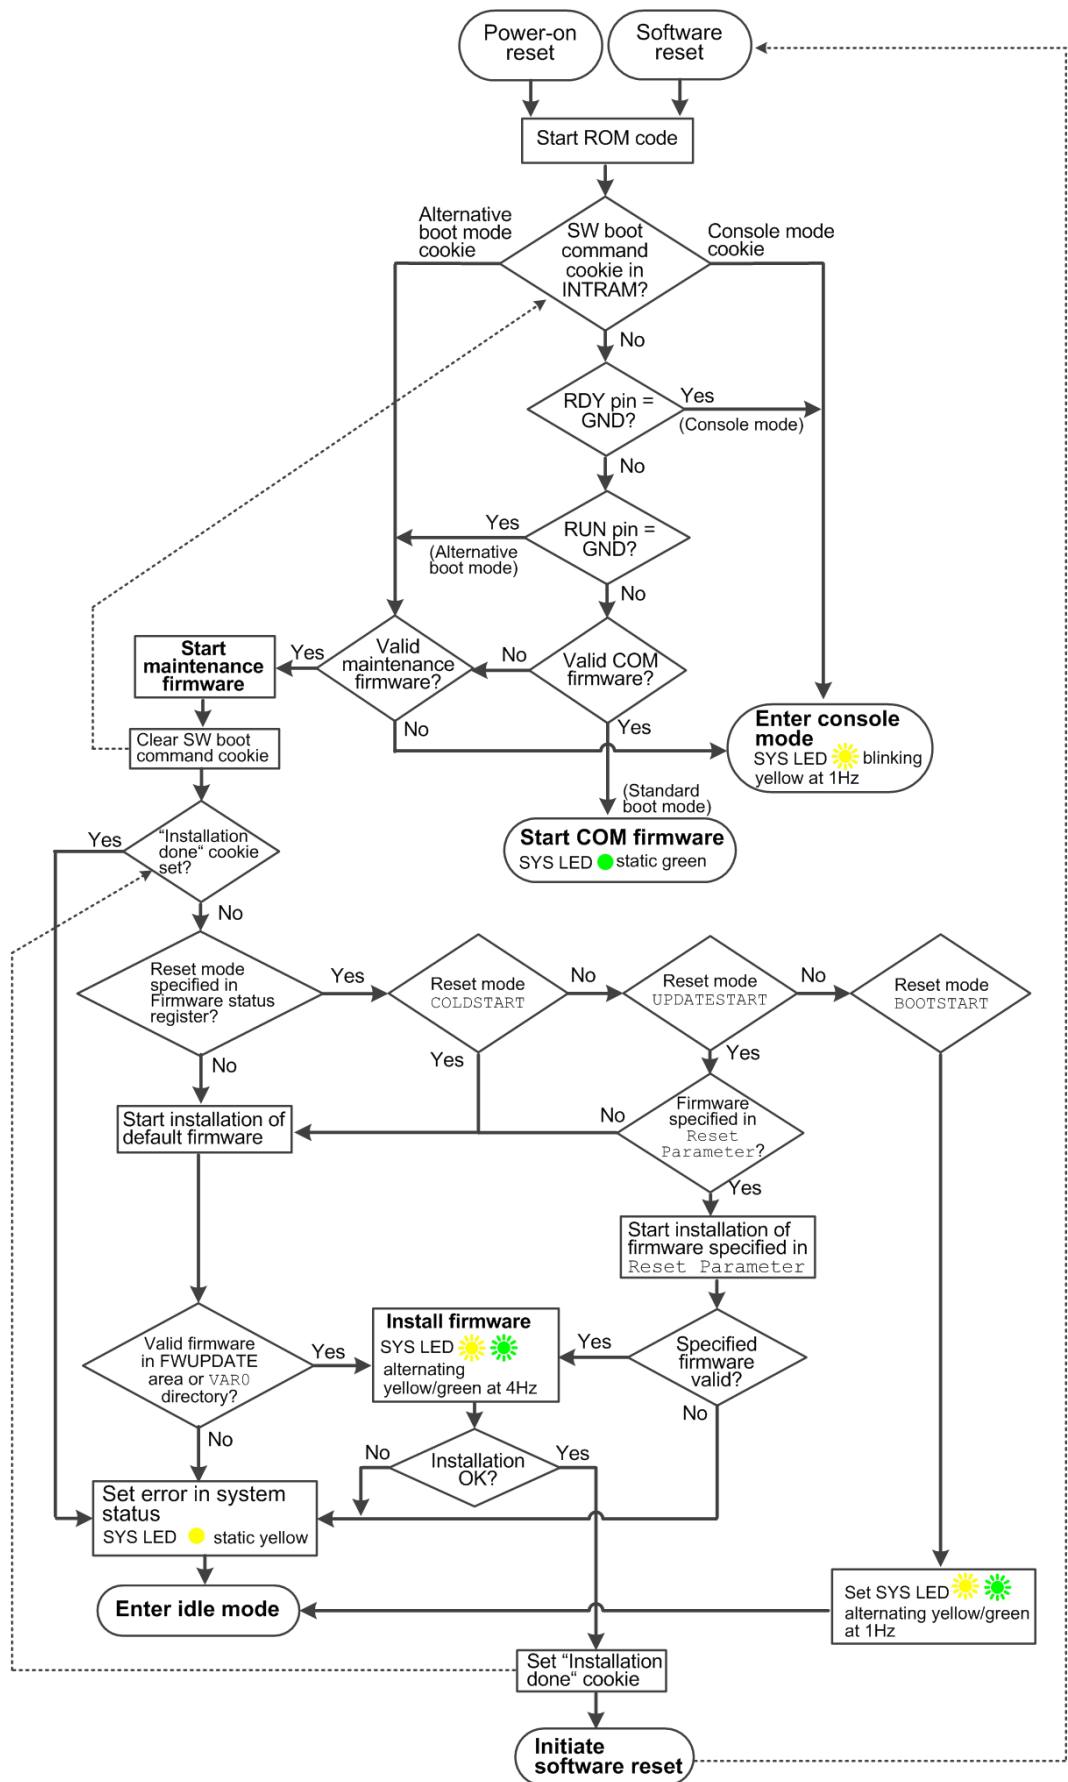 Power-on
reset
Software
reset
Start ROM code
Alternative
boot mode
cookie
SW boot
command
cookie in
INTRAM?
Console mode
cookie
No
RDY pin =
GND?
Yes
(Console mode)
No
RUN pin =
GND?
Yes
(Alternative
boot mode)
No
Start
maintenance
firmware
Yes
Valid
maintenance
firmware?
No
Valid COM
firmware?
No
Yes
Enter console
mode
SYS LED blinking
yellow at 1Hz
Clear SW boot
command cookie
(Standard
boot mode)
Start COM firmware
SYS LED static green
Yes
“Installation
done“ cookie
set?
No
Reset mode
specified in
Firmware status
register?
Yes
Reset mode
COLDSTART
No
Reset mode
UPDATESTART
No
Reset mode
BOOTSTART
No
Yes
Yes
Start installation of
default firmware
No
Firmware
specified in
Reset
Parameter?
Yes
Start installation of
firmware specified in
Reset Parameter
Valid firmware
in FWUPDATE
area or VAR0
directory?
Yes
Install firmware
SYS LED
alternating
yellow/green at 4Hz
Yes
Specified
firmware
valid?
No
No
No
Installation
OK?
Yes
Set error in system
status
SYS LED static yellow
Enter idle mode
Set SYS LED
alternating yellow/green
at 1Hz
Set “Installation
done“ cookie
Initiate
software reset